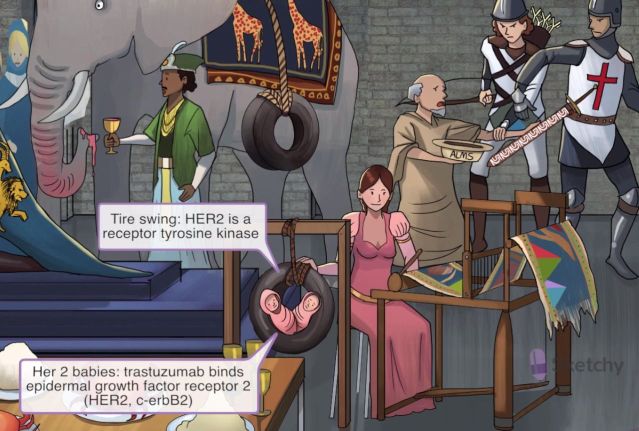 ALMS
Tire swing: HER2 is a
receptor tyrosine kinase
Sketchy
Her 2 babies: trastuzumab binds
epidermal growth factor receptor 2
(HER2, c-erbB2)